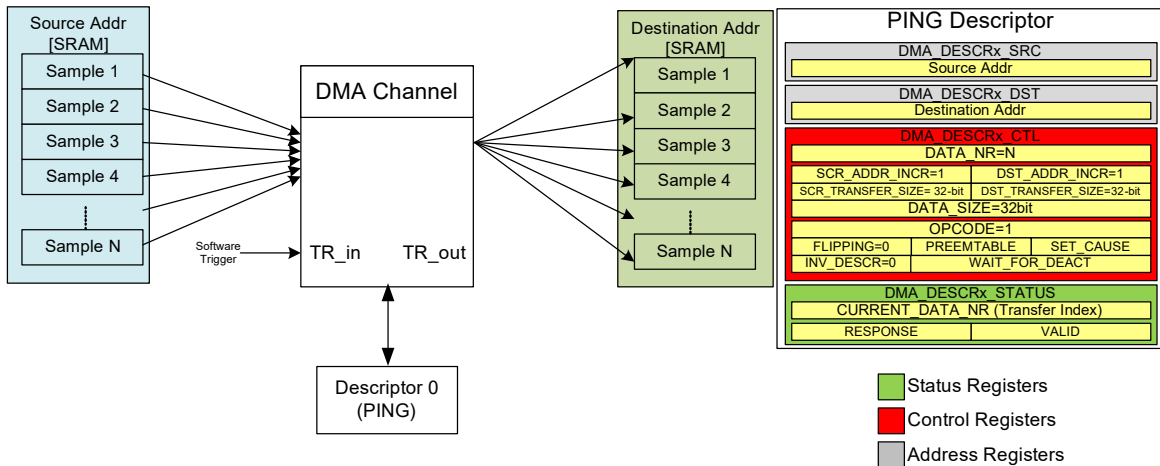 Source Addr
[SRAM]
Sample 1
Sample 2
Sample 3
Sample 4
Sample N
DMA Channel
Software
Trigger
TR_in
TR_out
Descriptor 0
(PING)
Destination Addr
[SRAM]
Sample 1
Sample 2
Sample 3
Sample 4
Sample N
PING Descriptor
DMA_DESCRx_SRC
Source Addr
DMA_DESCRx_DST
Destination Addr
DMA_DESCRx_CTL
DATA_NR=N
SCR_ADDR_INCR=1
DST_ADDR_INCR=1
SCR_TRANSFER_SIZE= 32-bit
DST_TRANSFER_SIZE=32-bit
DATA_SIZE=32bit
OPCODE=1
FLIPPING=0
PREEMTABLE
SET_CAUSE
INV_DESCR=0
WAIT_FOR_DEACT
DMA_DESCRx_STATUS
CURRENT_DATA_NR (Transfer Index)
RESPONSE
VALID
Status Registers
Control Registers
Address Registers